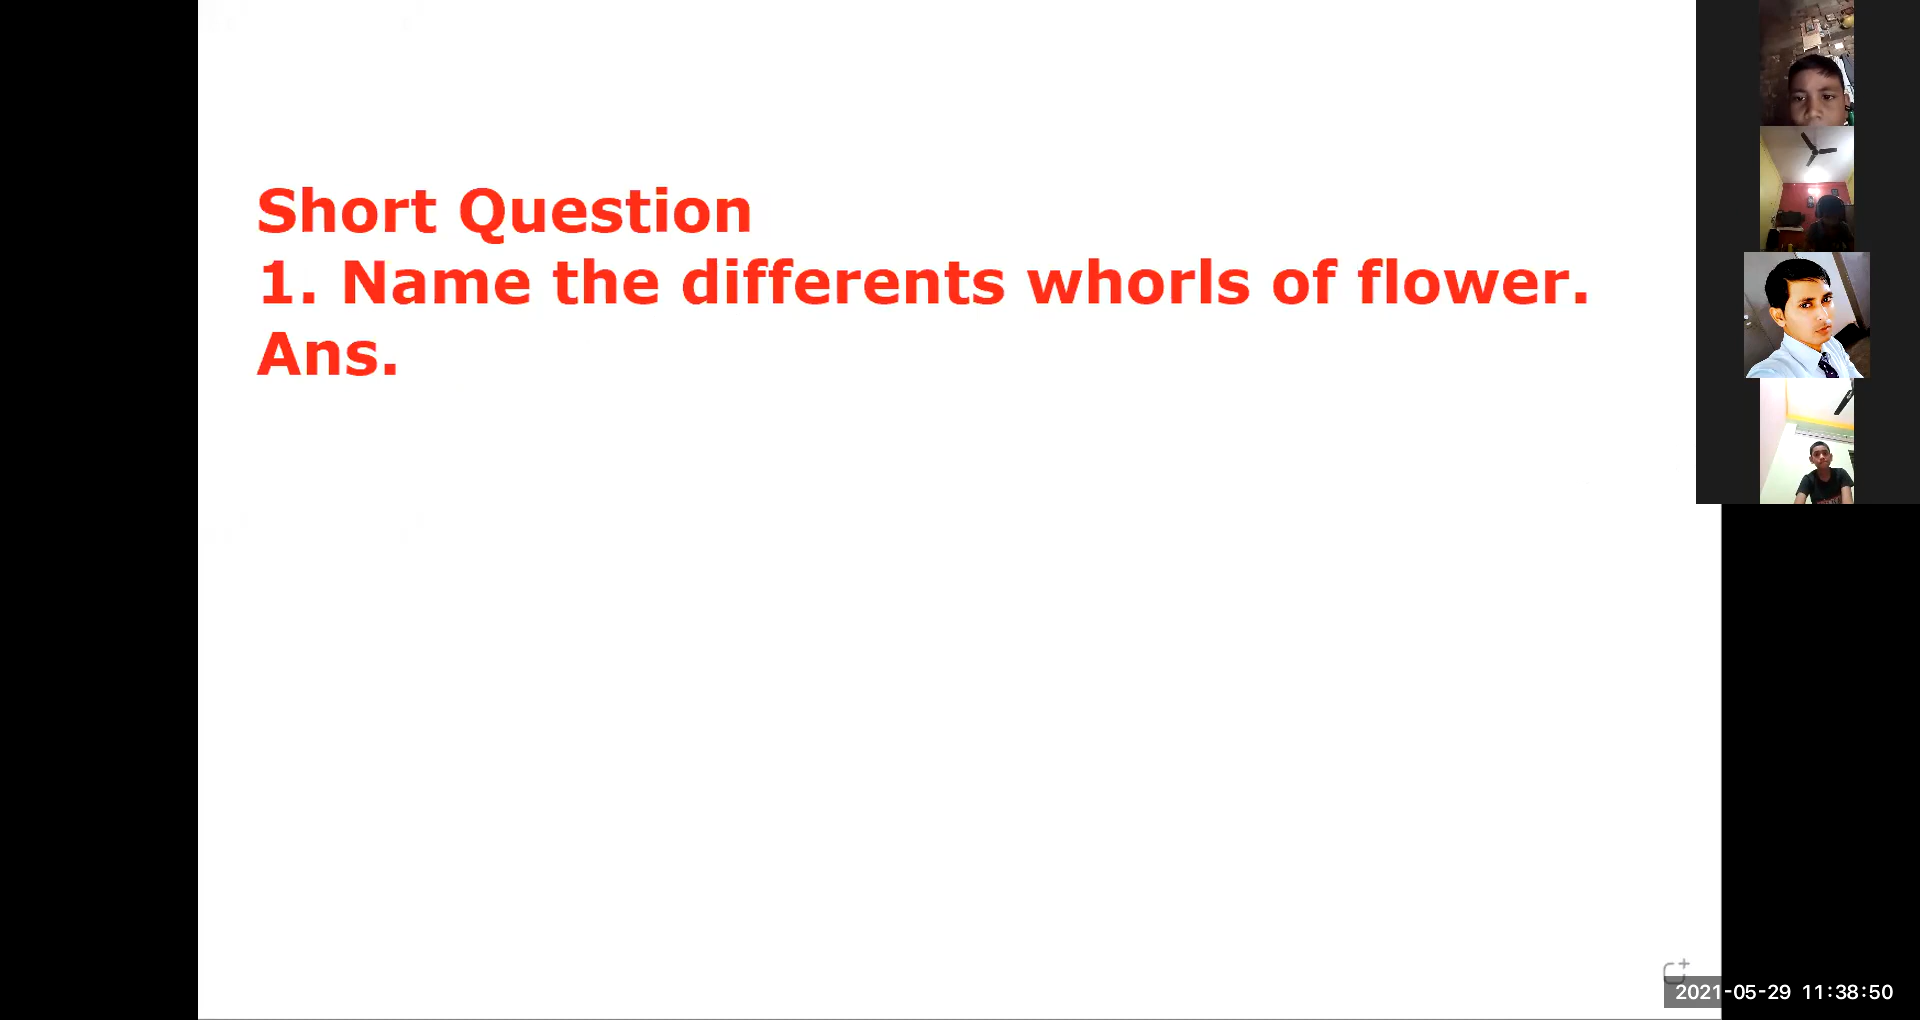 Short Question
1. Name the differents whorls of flower.
Ans.
2021-05-29 11:38:50